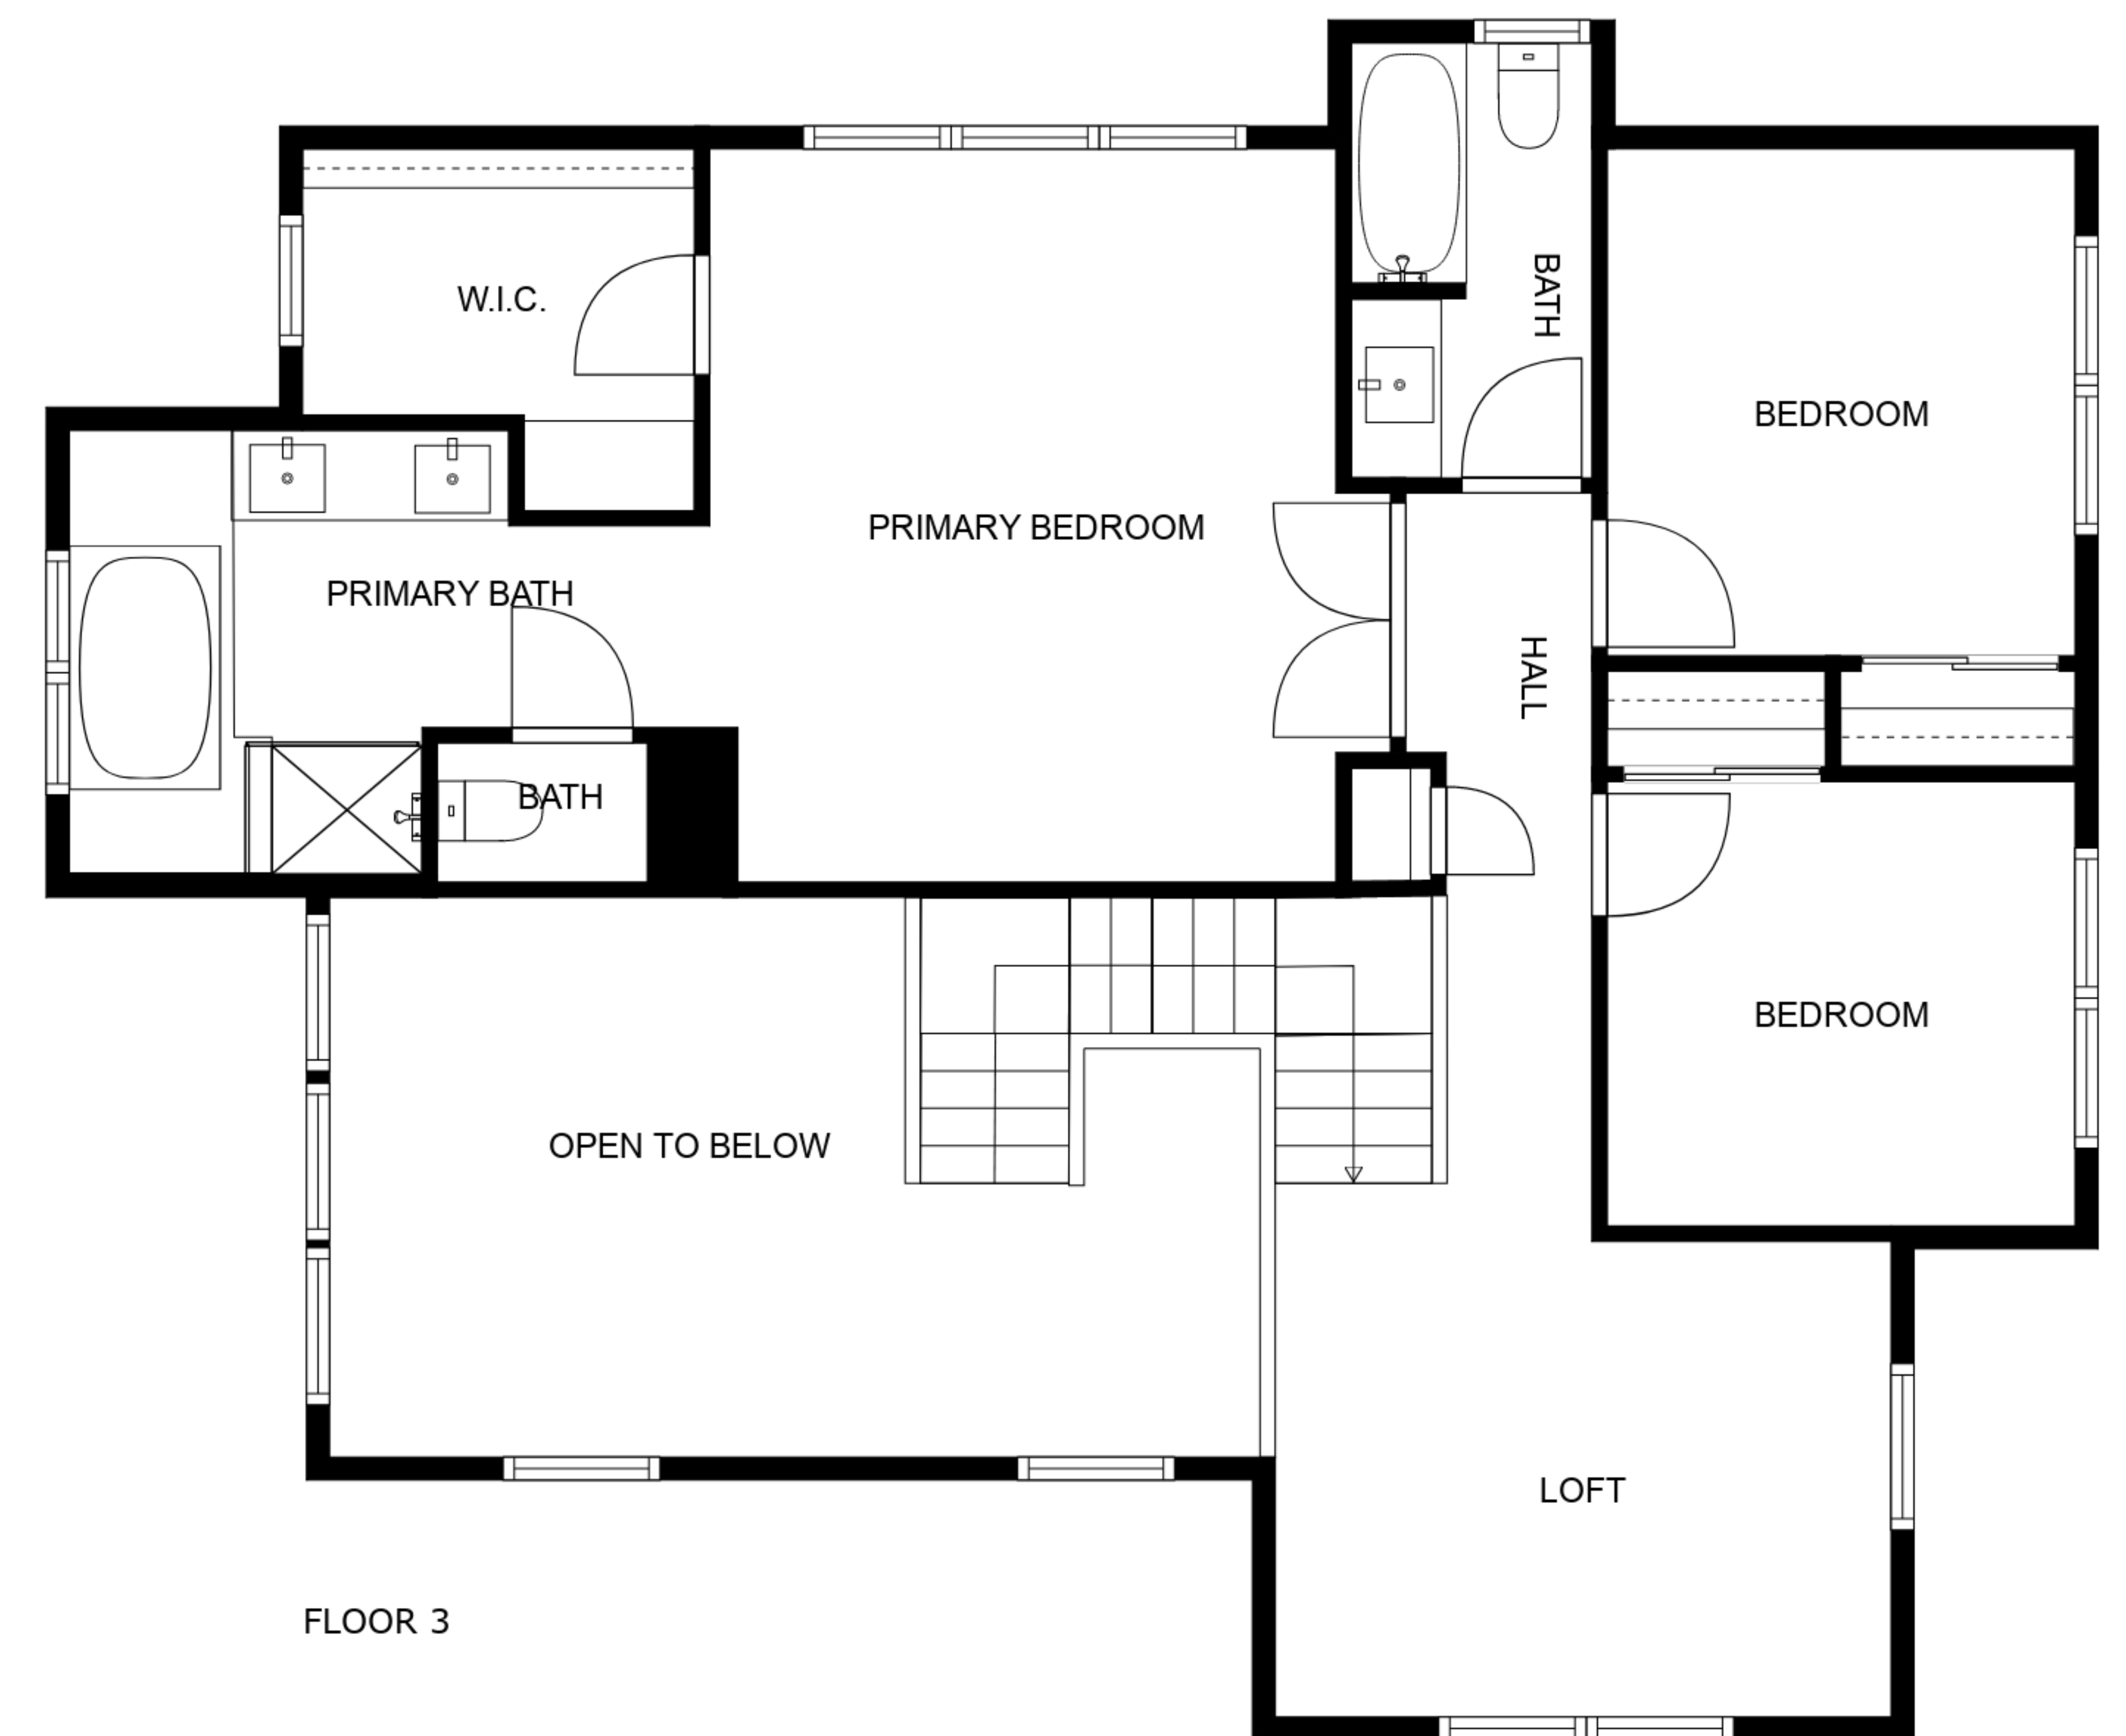 W.I.C.
BATH
BEDROOM
PRIMARY BEDROOM
PRIMARY BATH
HALL
BATH
BEDROOM
OPEN TO BELOW
LOFT
FLOOR 3